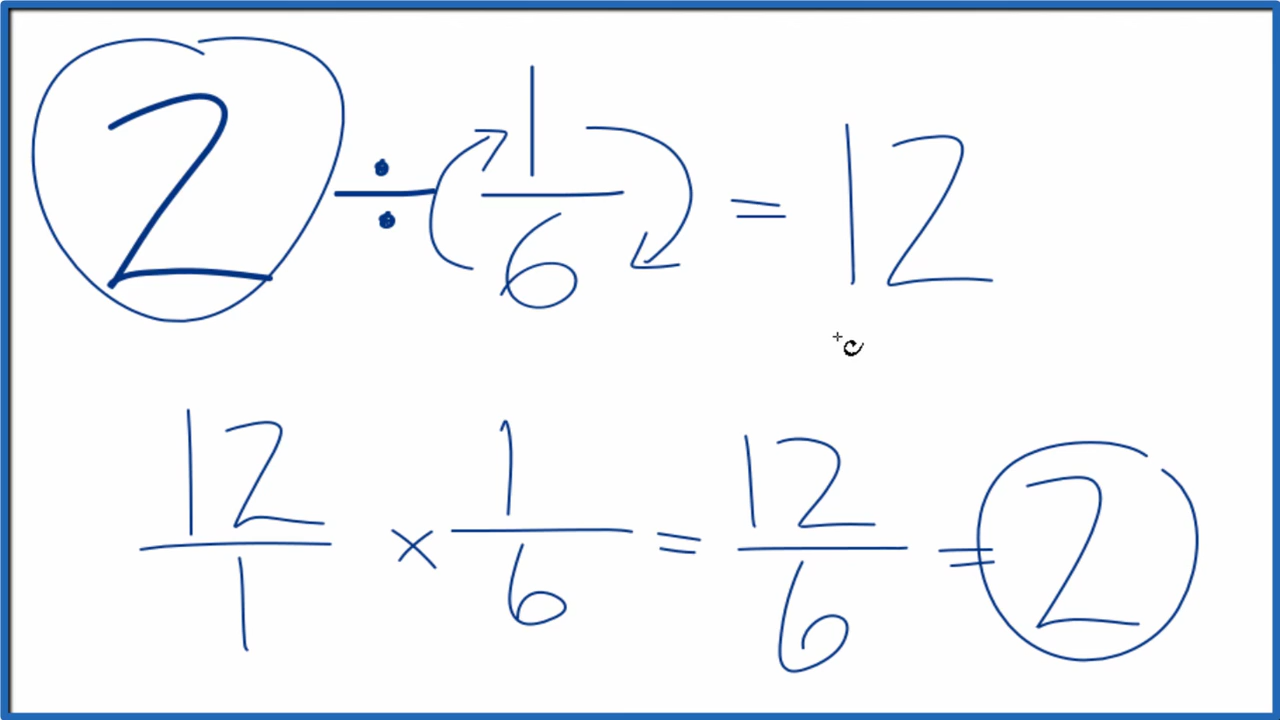 2 ÷ 1/6 = 12
12/1 × 1/6 = 12/6 = 2